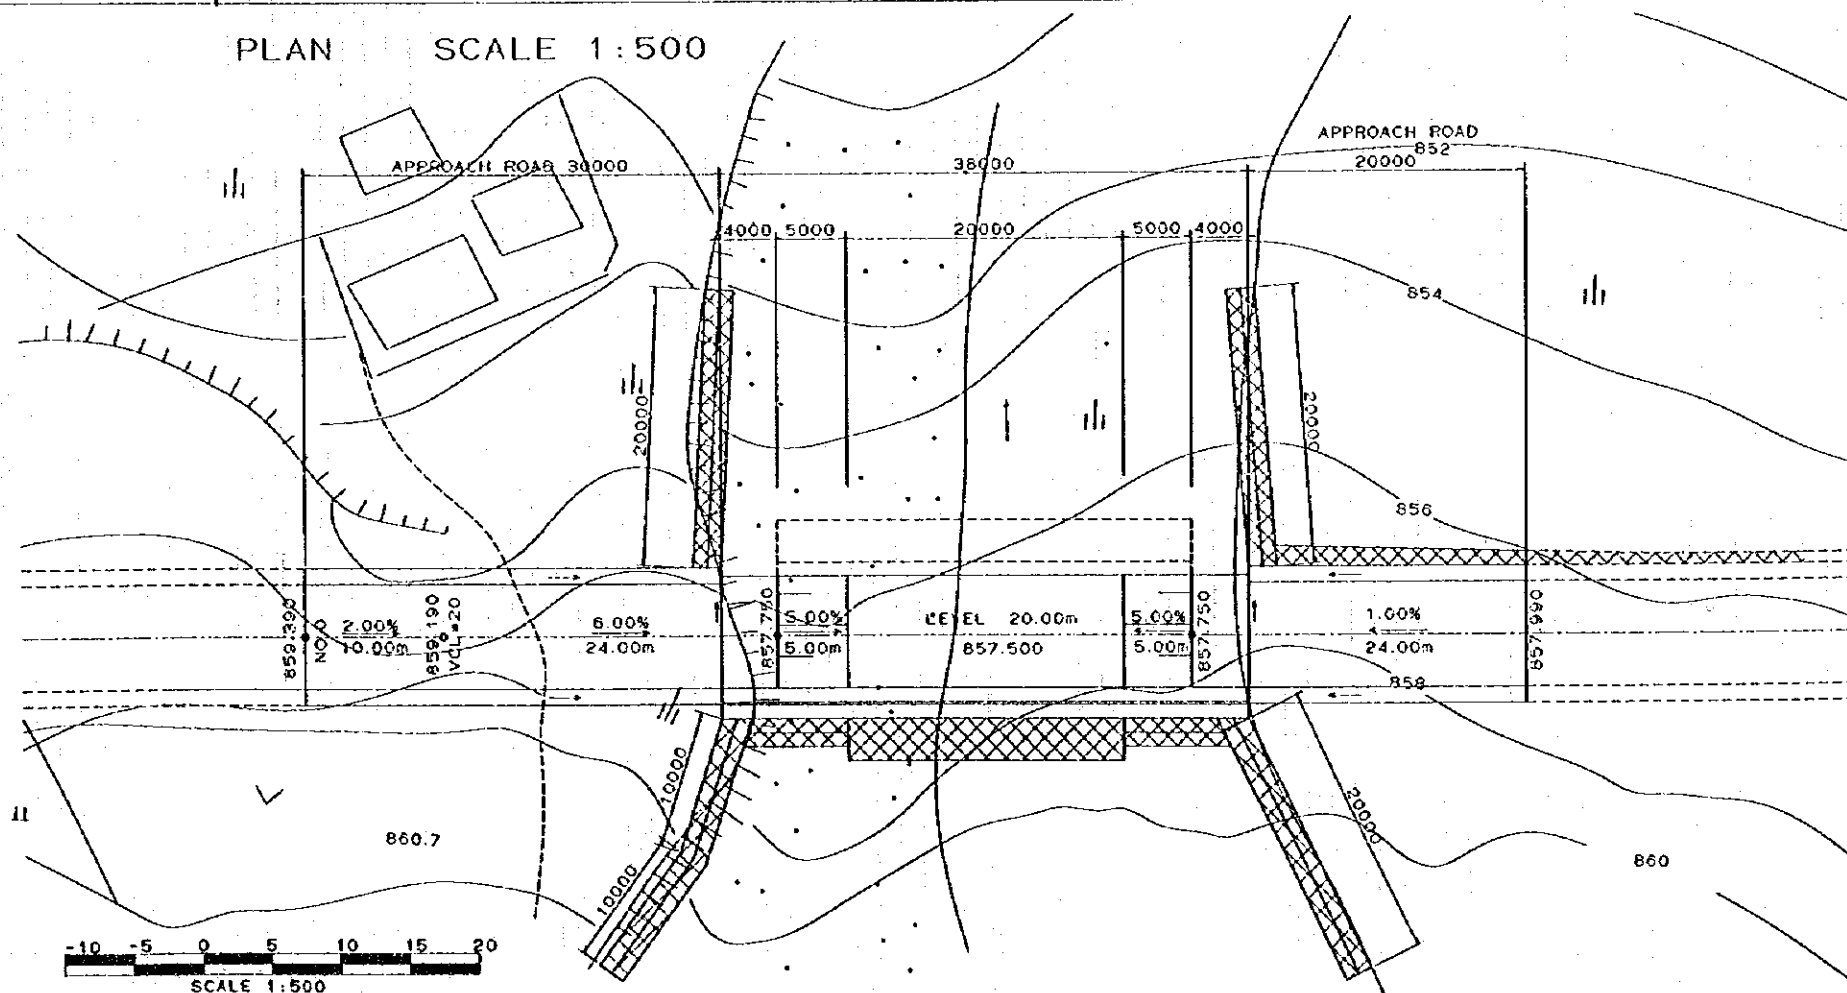 PLAN SCALE 1:500
APPROACH ROAD
852
APPROACH ROAD 30000
38000
20000
4000 5000 20000 5000 4000
854
20000
20000
856
859.390
NO.0
2.00%
10.00m
859.190
VCL=20
6.00%
24.00m
857.750
5.00%
5.00m
LEVEL 20.00m
857.500
5.00%
5.00m
857.750
1.00%
24.00m
857.990
858
10000
10000
20000
860.7
860
-10 -5 0 5 10 15 20
SCALE 1:500